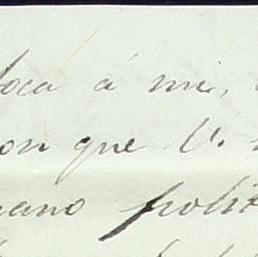 toca á mi,
on que V.
mano polit